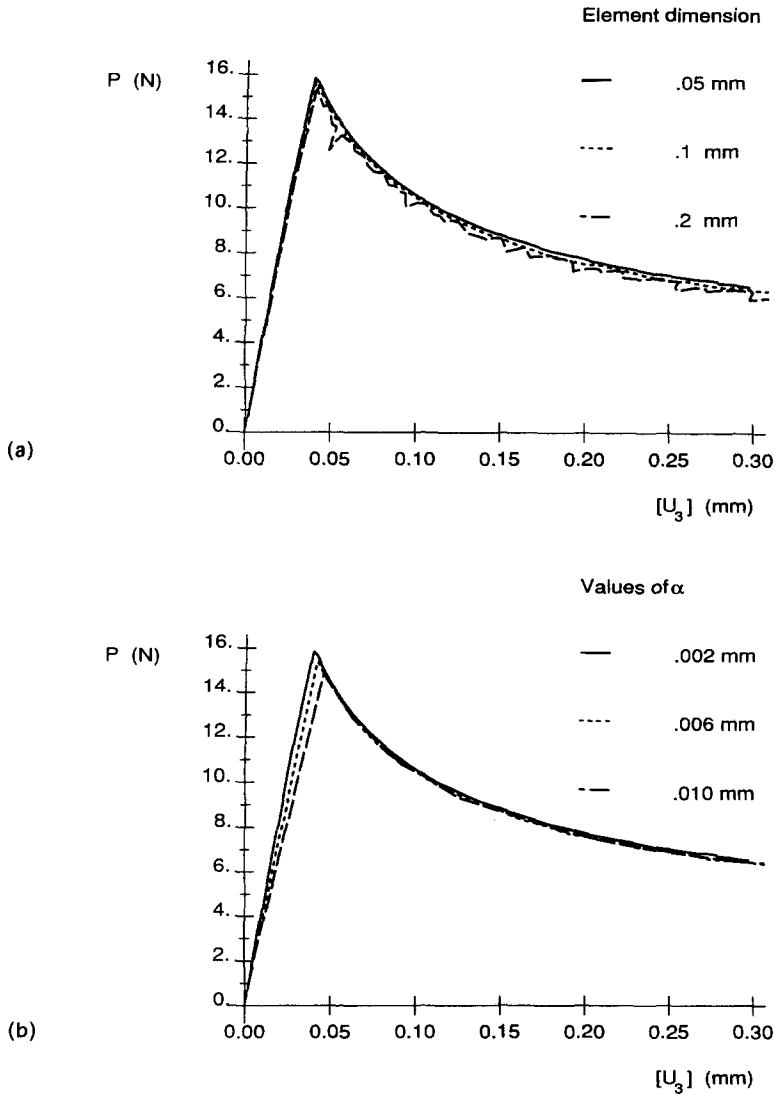 Element dimension
P (N)
.05 mm
.1 mm
.2 mm
16.
14.
12.
10.
8.
6.
4.
2.
0.
(a)
0.00 0.05 0.10 0.15 0.20 0.25 0.30
[U3] (mm)
Values of α
P (N)
.002 mm
.006 mm
.010 mm
16.
14.
12.
10.
8.
6.
4.
2.
0.
(b)
0.00 0.05 0.10 0.15 0.20 0.25 0.30
[U3] (mm)